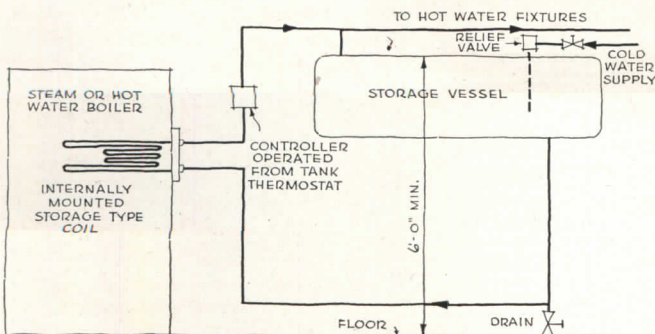 TO HOT WATER FIXTURES
RELIEF
VALVE
COLD
WATER
SUPPLY
STEAM OR HOT
WATER BOILER
STORAGE VESSEL
CONTROLLER
OPERATED
FROM TANK
THERMOSTAT
INTERNALLY
MOUNTED
STORAGE TYPE
COIL
6'-0" MIN.
FLOOR
DRAIN